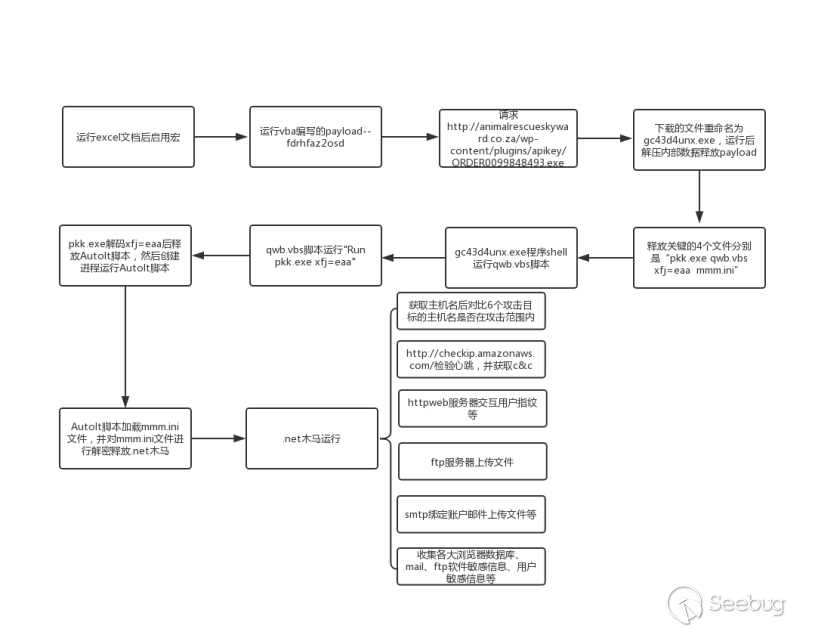 运行excel文档后启用宏
运行vba编写的payload--
fdrhfaz2osd
请求
http://animalrescueskywa
rd.co.za/wp-
content/plugins/apikey/
ORDER0099848493.exe
下载的文件重命名为
gc43d4unx.exe，运行后
解压内部数据释放payload
pkk.exe解码xfj=eaa后释
放AutoIt脚本，然后创建
进程运行AutoIt脚本
qwb.vbs脚本运行"Run
pkk.exe xfj=eaa"
gc43d4unx.exe程序shell
运行qwb.vbs脚本
释放关键的4个文件分别
是“pkk.exe qwb.vbs
xfj=eaa mmm.ini”
获取主机名后对比6个攻击目
标的主机名是否在攻击范围内
http://checkip.amazonaws.
com/检验心跳，并获取c&c
httpweb服务器交互用户指纹
等
AutoIt脚本加载mmm.ini
文件，并对mmm.ini文件进
行解密释放.net木马
.net木马运行
ftp服务器上传文件
smtp绑定账户邮件上传文件等
收集各大浏览器数据库、
mail、ftp软件敏感信息、用户
敏感信息等
Seebug